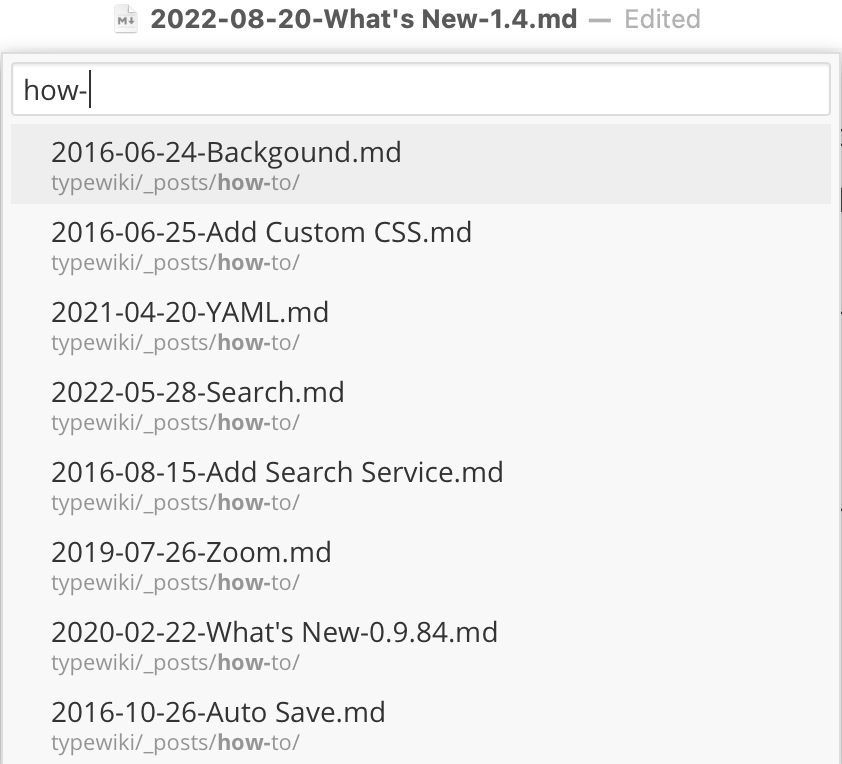 2022-08-20-What's New-1.4.md — Edited
how-
2016-06-24-Backgound.md
typewiki/_posts/how-to/
2016-06-25-Add Custom CSS.md
typewiki/_posts/how-to/
2021-04-20-YAML.md
typewiki/_posts/how-to/
2022-05-28-Search.md
typewiki/_posts/how-to/
2016-08-15-Add Search Service.md
typewiki/_posts/how-to/
2019-07-26-Zoom.md
typewiki/_posts/how-to/
2020-02-22-What's New-0.9.84.md
typewiki/_posts/how-to/
2016-10-26-Auto Save.md
typewiki/_posts/how-to/